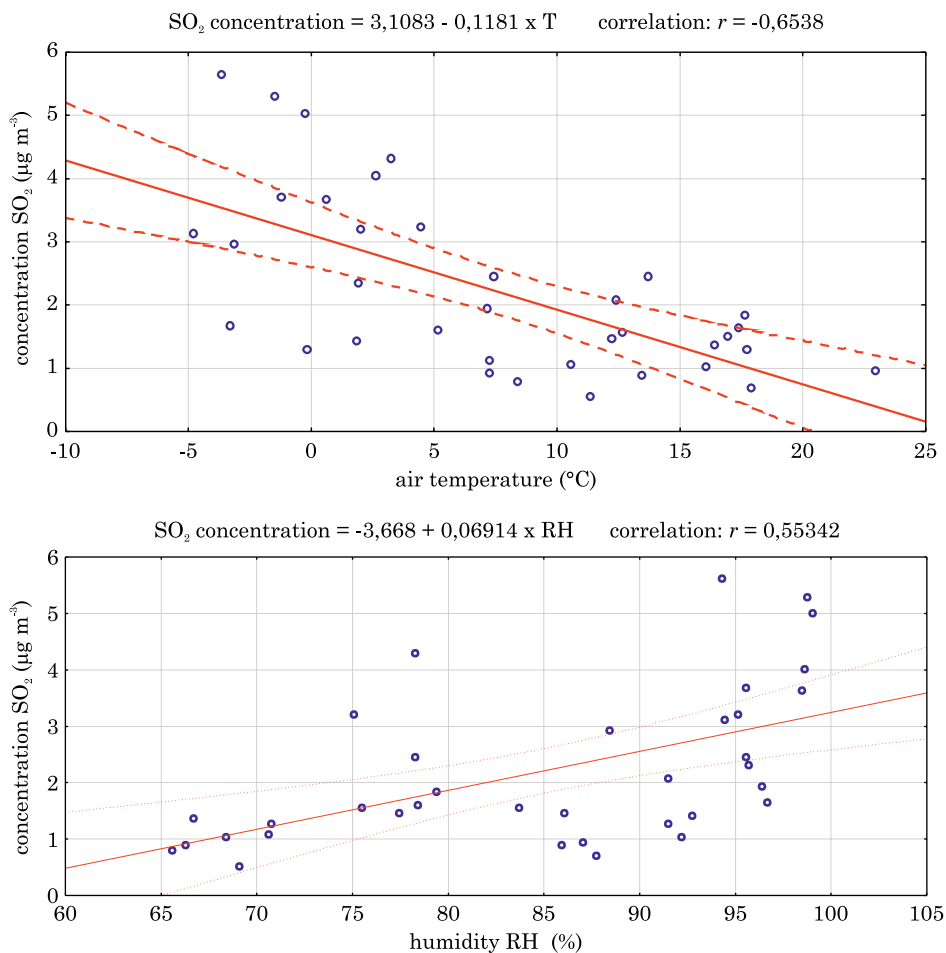 SO₂ concentration = 3,1083 - 0,1181 x T correlation: r = -0,6538
concentration SO₂ (µg m⁻³)
6
5
4
3
2
1
0
-10 -5 0 5 10 15 20 25
air temperature (°C)
SO₂ concentration = -3,668 + 0,06914 x RH correlation: r = 0,55342
concentration SO₂ (µg m⁻³)
6
5
4
3
2
1
0
60 65 70 75 80 85 90 95 100 105
humidity RH (%)